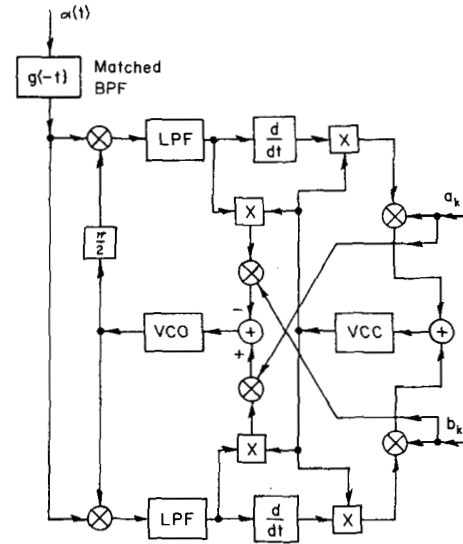 α(t)
g(-t)
Matched
BPF
LPF
d
dt
X
a_k
X
π
2
−
VCO
+
VCC
+
+
b_k
X
LPF
d
dt
X